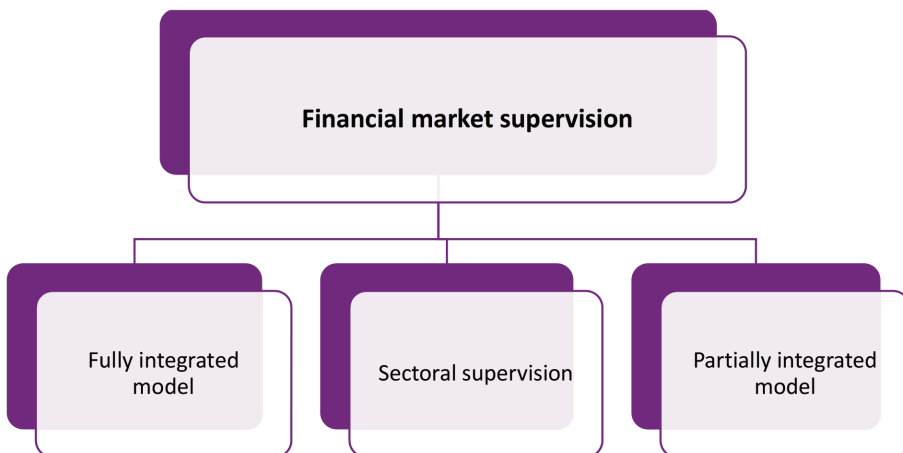 Financial market supervision
Fully integrated
model
Sectoral supervision
Partially integrated
model